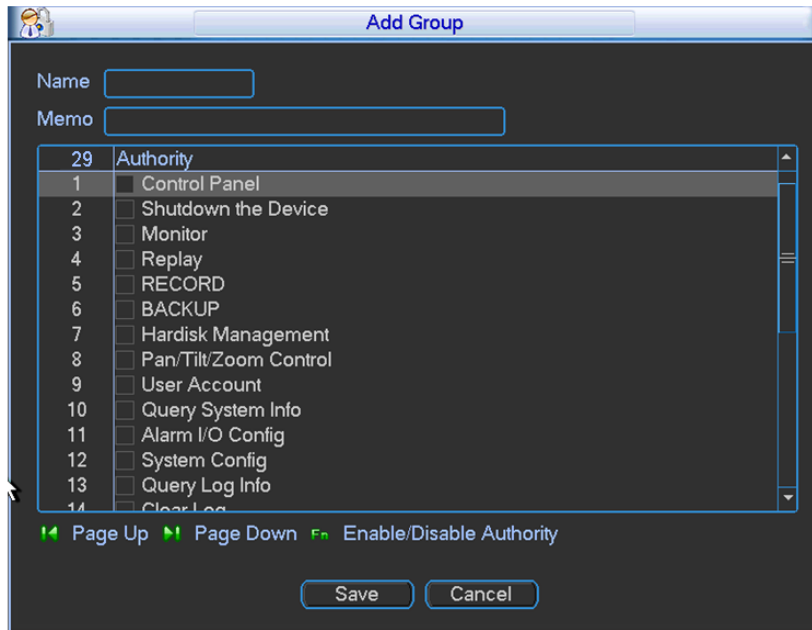 Add Group
Name
Memo
29 Authority
1 Control Panel
2 Shutdown the Device
3 Monitor
4 Replay
5 RECORD
6 BACKUP
7 Hardisk Management
8 Pan/Tilt/Zoom Control
9 User Account
10 Query System Info
11 Alarm I/O Config
12 System Config
13 Query Log Info
14 Clear Log
Page Up Page Down Fn Enable/Disable Authority
Save Cancel